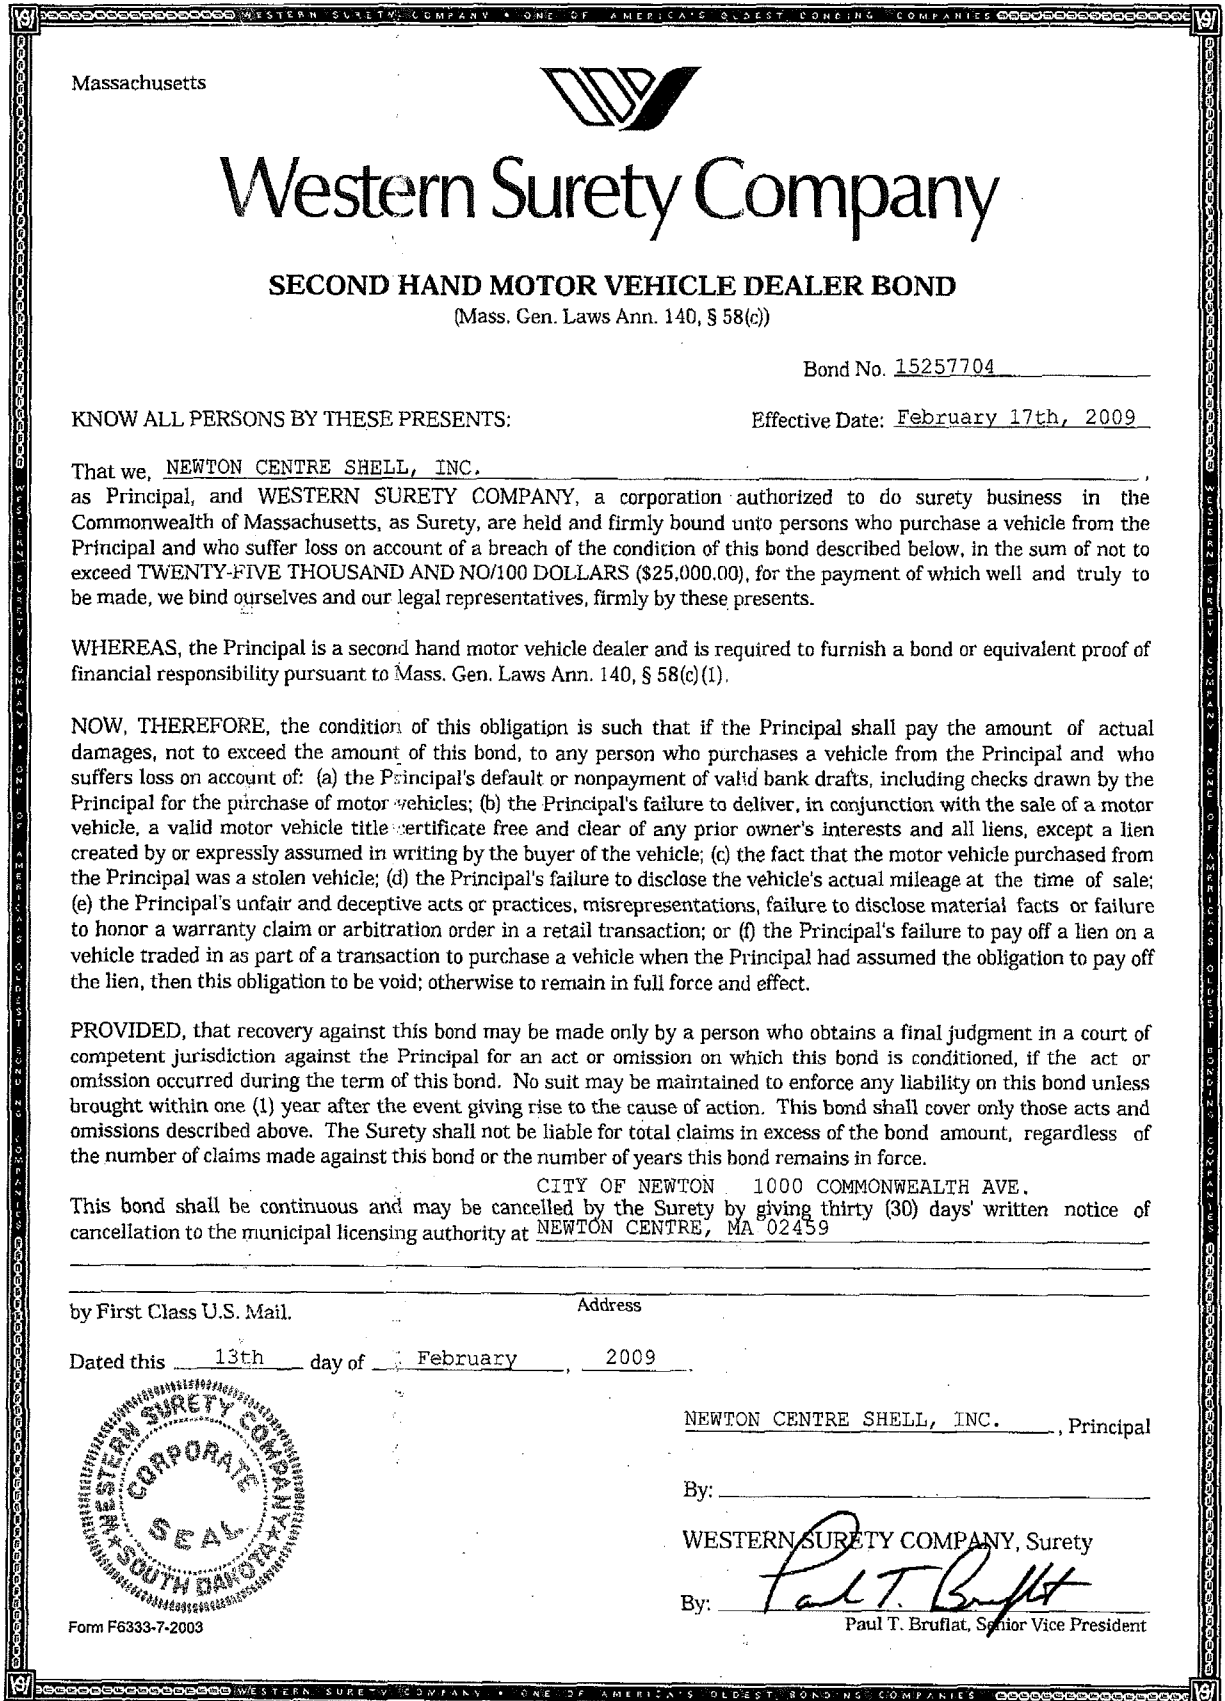 WESTERN SURETY COMPANY • ONE OF AMERICA'S OLDEST BONDING COMPANIES
Massachusetts
Western Surety Company
SECOND HAND MOTOR VEHICLE DEALER BOND
(Mass. Gen. Laws Ann. 140, § 58(c))
Bond No. 15257704
KNOW ALL PERSONS BY THESE PRESENTS:
Effective Date: February 17th, 2009
That we, NEWTON CENTRE SHELL, INC. ,
as Principal, and WESTERN SURETY COMPANY, a corporation authorized to do surety business in the
Commonwealth of Massachusetts, as Surety, are held and firmly bound unto persons who purchase a vehicle from the
Principal and who suffer loss on account of a breach of the condition of this bond described below, in the sum of not to
exceed TWENTY-FIVE THOUSAND AND NO/100 DOLLARS ($25,000.00), for the payment of which well and truly to
be made, we bind ourselves and our legal representatives, firmly by these presents.
WHEREAS, the Principal is a second hand motor vehicle dealer and is required to furnish a bond or equivalent proof of
financial responsibility pursuant to Mass. Gen. Laws Ann. 140, § 58(c)(1).
NOW, THEREFORE, the condition of this obligation is such that if the Principal shall pay the amount of actual
damages, not to exceed the amount of this bond, to any person who purchases a vehicle from the Principal and who
suffers loss on account of: (a) the Principal's default or nonpayment of valid bank drafts, including checks drawn by the
Principal for the purchase of motor vehicles; (b) the Principal's failure to deliver, in conjunction with the sale of a motor
vehicle, a valid motor vehicle title certificate free and clear of any prior owner's interests and all liens, except a lien
created by or expressly assumed in writing by the buyer of the vehicle; (c) the fact that the motor vehicle purchased from
the Principal was a stolen vehicle; (d) the Principal's failure to disclose the vehicle's actual mileage at the time of sale;
(e) the Principal's unfair and deceptive acts or practices, misrepresentations, failure to disclose material facts or failure
to honor a warranty claim or arbitration order in a retail transaction; or (f) the Principal's failure to pay off a lien on a
vehicle traded in as part of a transaction to purchase a vehicle when the Principal had assumed the obligation to pay off
the lien, then this obligation to be void; otherwise to remain in full force and effect.
PROVIDED, that recovery against this bond may be made only by a person who obtains a final judgment in a court of
competent jurisdiction against the Principal for an act or omission on which this bond is conditioned, if the act or
omission occurred during the term of this bond. No suit may be maintained to enforce any liability on this bond unless
brought within one (1) year after the event giving rise to the cause of action. This bond shall cover only those acts and
omissions described above. The Surety shall not be liable for total claims in excess of the bond amount, regardless of
the number of claims made against this bond or the number of years this bond remains in force.
CITY OF NEWTON 1000 COMMONWEALTH AVE.
This bond shall be continuous and may be cancelled by the Surety by giving thirty (30) days' written notice of
cancellation to the municipal licensing authority at NEWTON CENTRE, MA 02459
Address
by First Class U.S. Mail.
Dated this 13th day of February , 2009 .
WESTERN SURETY COMPANY
CORPORATE
SEAL
SOUTH DAKOTA
NEWTON CENTRE SHELL, INC. , Principal
By:
WESTERN SURETY COMPANY, Surety
By: Paul T. Bruflat
Paul T. Bruflat, Senior Vice President
Form F6333-7-2003
WESTERN SURETY COMPANY • ONE OF AMERICA'S OLDEST BONDING COMPANIES